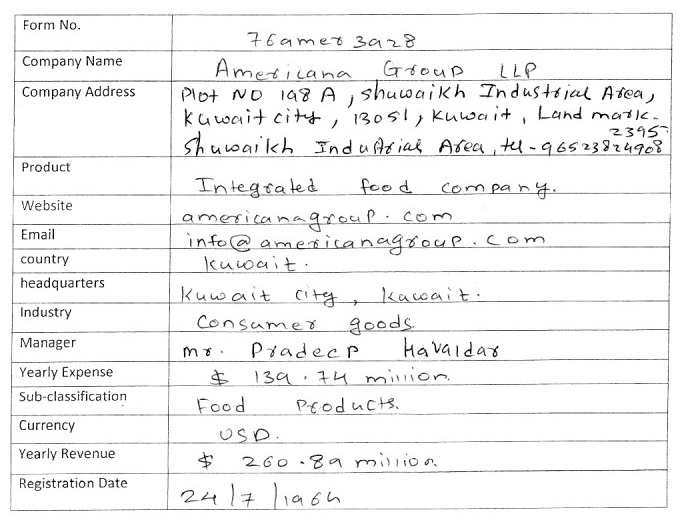 Form No. 76amer3928
Company Name Americana Group LLP
Company Address Plot No 198 A, Shuwaikh Industrial Area,
Kuwait city, 13051, Kuwait, Land mark-
2395
Shuwaikh Industrial Area, tel-96523824908
Product Integrated food company.
Website americanagroup.com
Email info@americanagroup.com
country Kuwait.
headquarters Kuwait city, Kuwait.
Industry Consumer goods.
Manager mr. Pradeep Havaldar
Yearly Expense $ 139.74 million.
Sub-classification Food Products.
Currency USD.
Yearly Revenue $ 260.89 million
Registration Date 24/7/1964